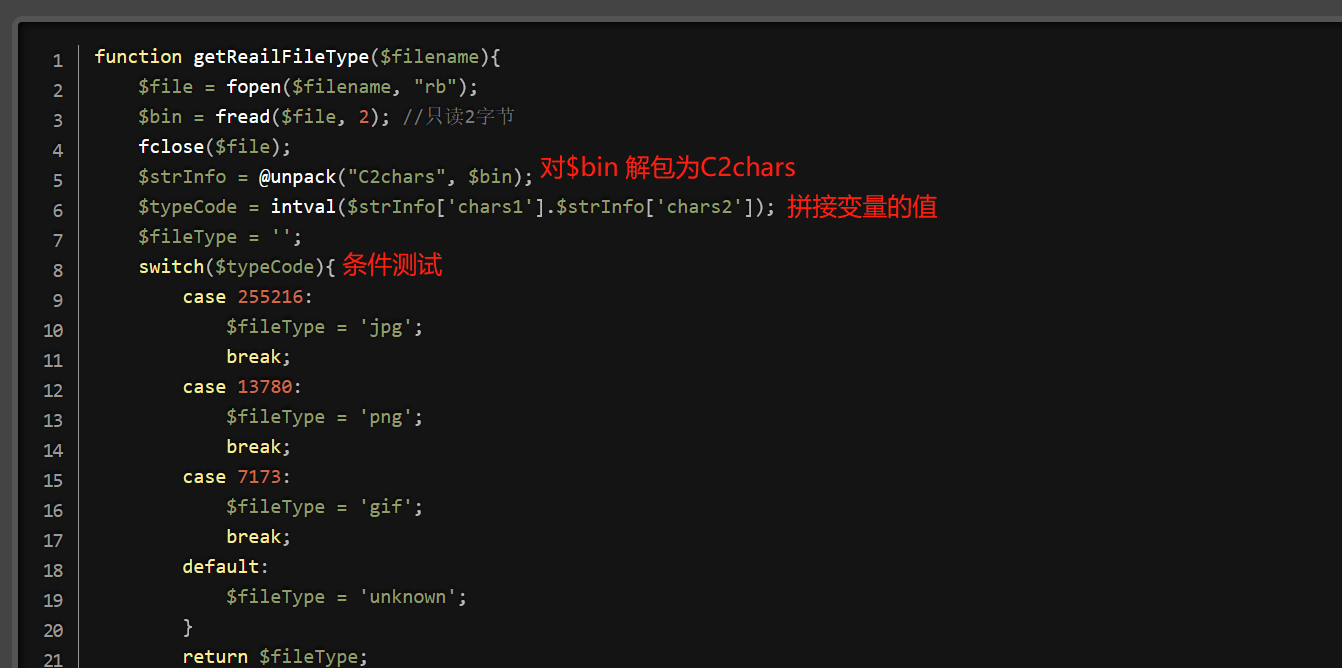 1 function getReailFileType($filename){
2 $file = fopen($filename, "rb");
3 $bin = fread($file, 2); //只读2字节
4 fclose($file);
5 $strInfo = @unpack("C2chars", $bin); 对$bin 解包为C2chars
6 $typeCode = intval($strInfo['chars1'].$strInfo['chars2']); 拼接变量的值
7 $fileType = '';
8 switch($typeCode){ 条件测试
9 case 255216:
10 $fileType = 'jpg';
11 break;
12 case 13780:
13 $fileType = 'png';
14 break;
15 case 7173:
16 $fileType = 'gif';
17 break;
18 default:
19 $fileType = 'unknown';
20 }
21 return $fileType;